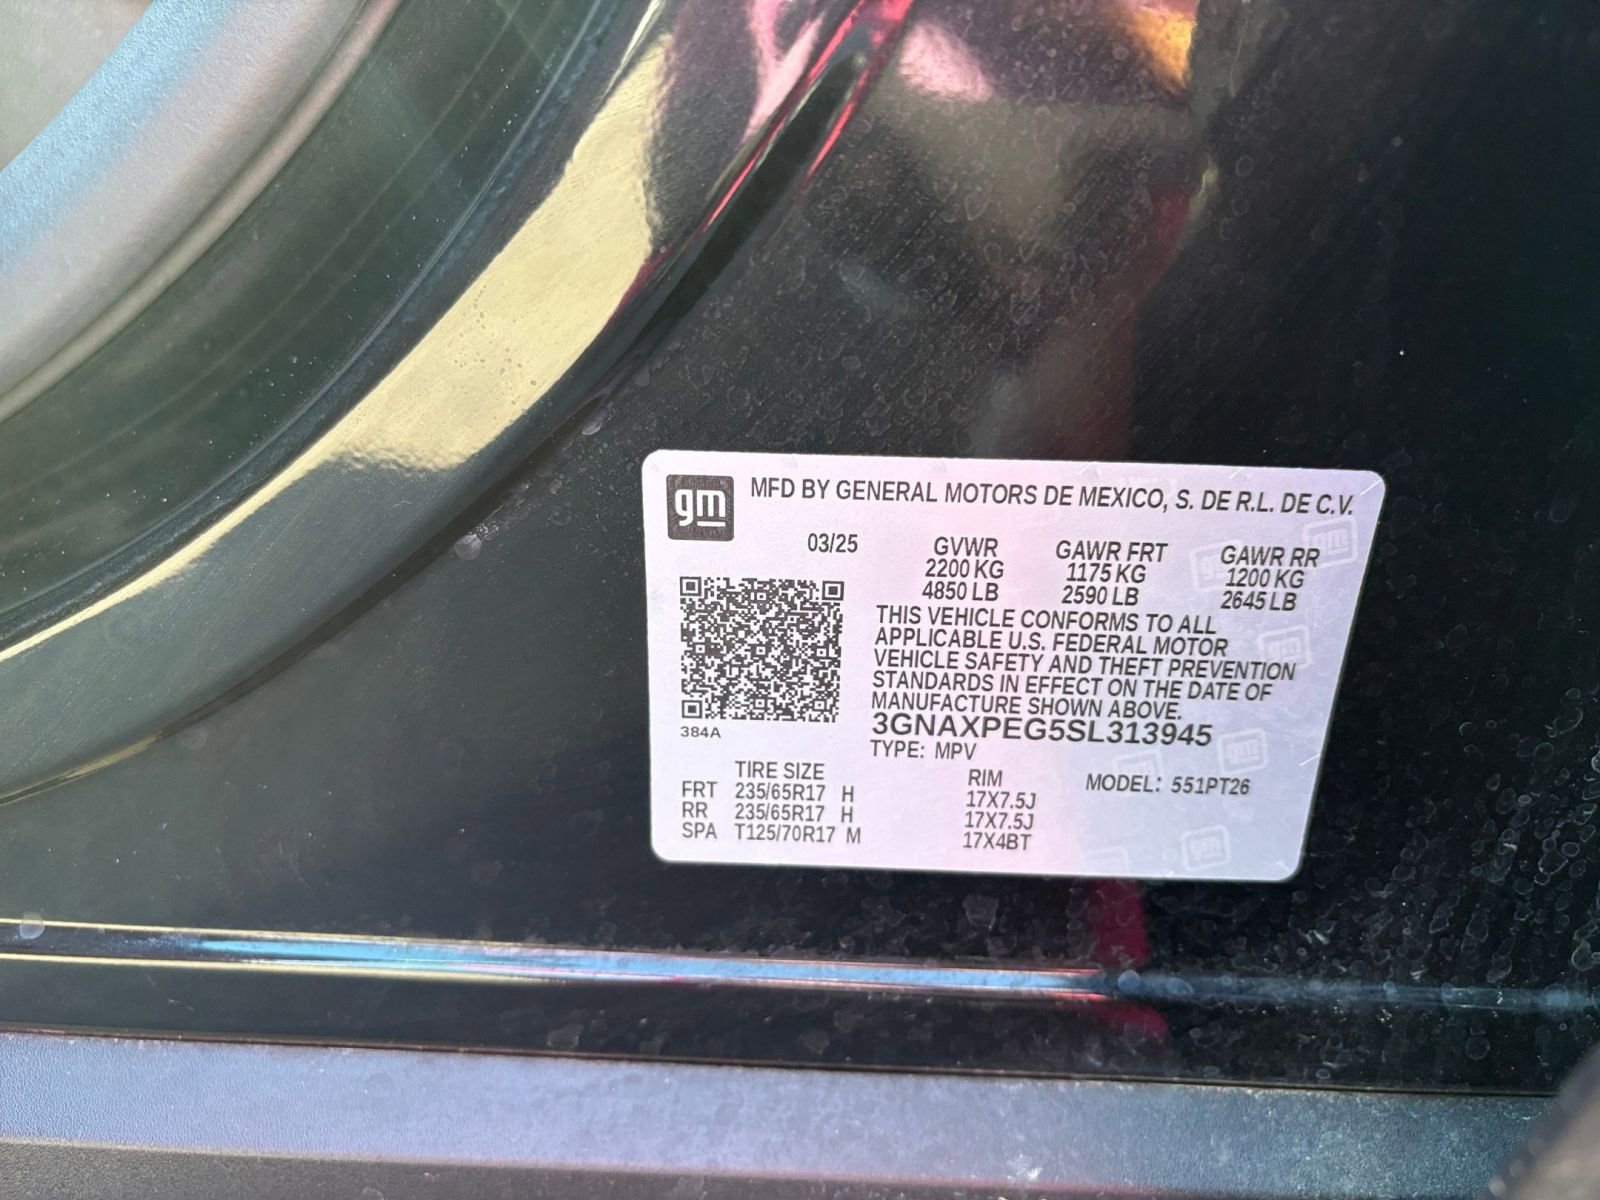 gm
MFD BY GENERAL MOTORS DE MEXICO, S. DE R.L. DE C.V.
03/25 GVWR GAWR FRT GAWR RR
2200 KG 1175 KG 1200 KG
4850 LB 2590 LB 2645 LB
THIS VEHICLE CONFORMS TO ALL
APPLICABLE U.S. FEDERAL MOTOR
VEHICLE SAFETY AND THEFT PREVENTION
STANDARDS IN EFFECT ON THE DATE OF
MANUFACTURE SHOWN ABOVE.
384A 3GNAXPEG5SL313945
TYPE: MPV
TIRE SIZE RIM MODEL: 551PT26
FRT 235/65R17 H 17X7.5J
RR 235/65R17 H 17X7.5J
SPA T125/70R17 M 17X4BT